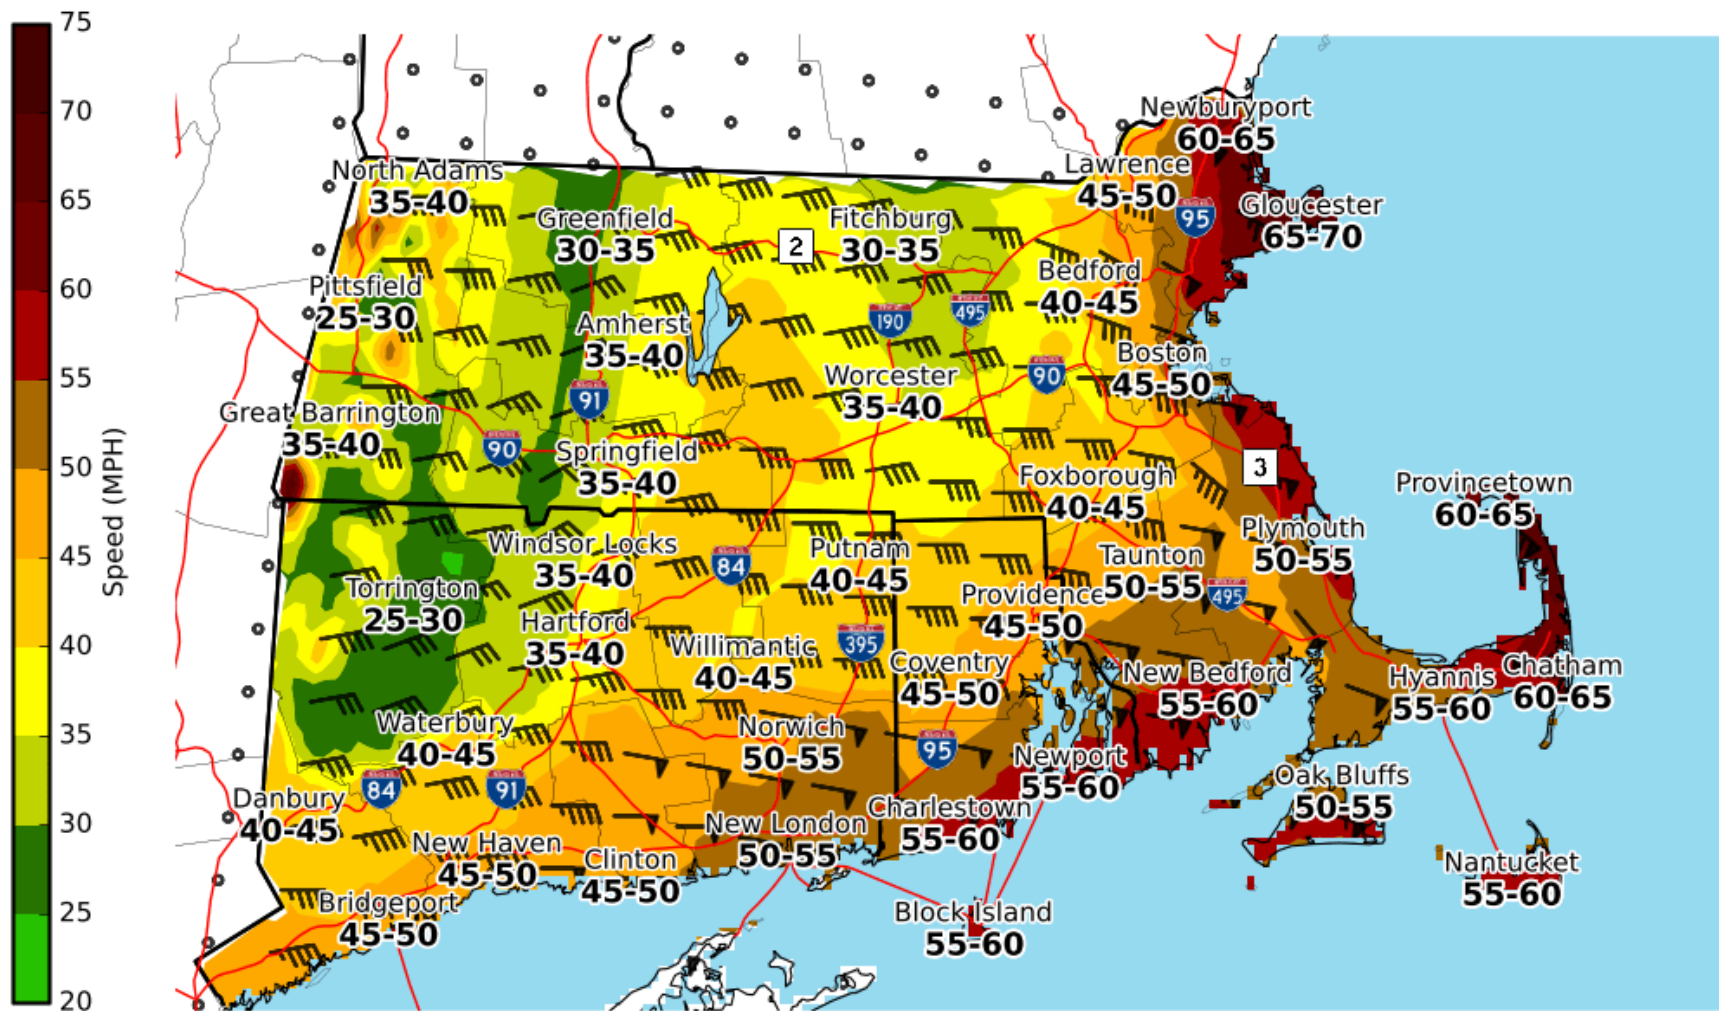 75
70
65
60
55
50
45
40
35
30
25
20
Speed (MPH)
Newburyport
60-65
Lawrence
45-50
95
Gloucester
65-70
North Adams
35-40
Greenfield
30-35
2
Fitchburg
30-35
Bedford
40-45
Pittsfield
25-30
190
495
Amherst
35-40
Boston
45-50
Worcester
35-40
90
91
Great Barrington
35-40
90
Springfield
35-40
3
Foxborough
40-45
Provincetown
60-65
Plymouth
50-55
Windsor Locks
35-40
84
Putnam
40-45
Taunton
50-55
495
Torrington
25-30
Providence
45-50
Hartford
35-40
Willimantic
40-45
395
Coventry
45-50
New Bedford
55-60
Hyannis
55-60
Chatham
60-65
Waterbury
40-45
Norwich
50-55
95
Newport
55-60
84
91
Oak Bluffs
50-55
Danbury
40-45
Charlestown
55-60
New London
50-55
New Haven
45-50
Clinton
45-50
Nantucket
55-60
Bridgeport
45-50
Block Island
55-60